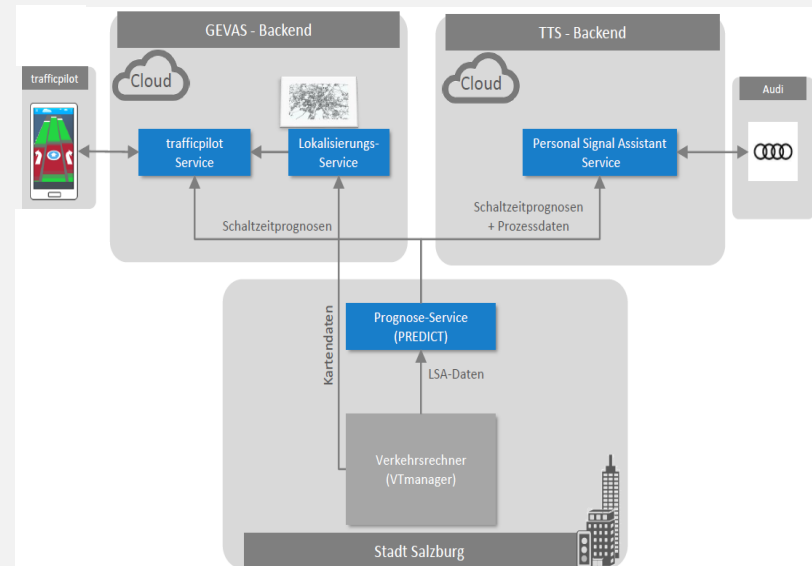 GEVAS - Backend
TTS - Backend
trafficpilot
Cloud
Cloud
Audi
trafficpilot
Service
Lokalisierungs-
Service
Personal Signal Assistant
Service
Schaltzeitprognosen
Schaltzeitprognosen
+ Prozessdaten
Kartendaten
Prognose-Service
(PREDICT)
LSA-Daten
Verkehrsrechner
(VTmanager)
Stadt Salzburg